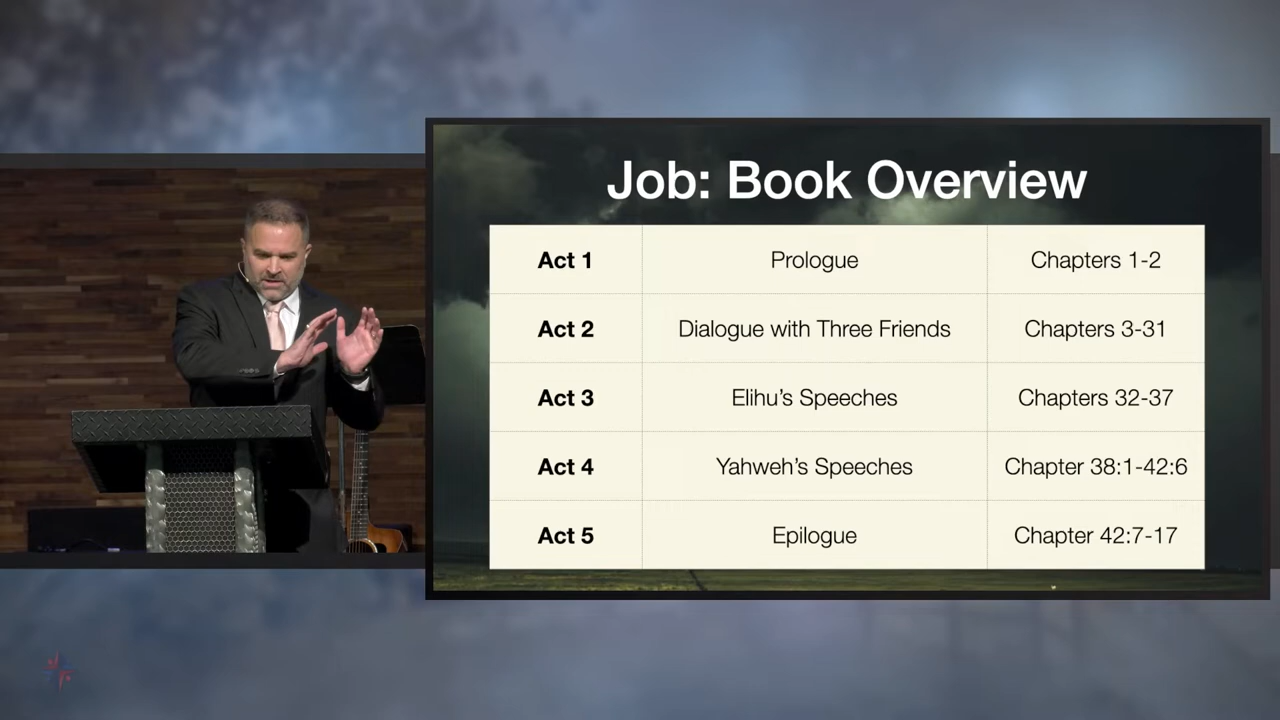 Job: Book Overview
Act 1 Prologue Chapters 1-2
Act 2 Dialogue with Three Friends Chapters 3-31
Act 3 Elihu’s Speeches Chapters 32-37
Act 4 Yahweh’s Speeches Chapter 38:1-42:6
Act 5 Epilogue Chapter 42:7-17